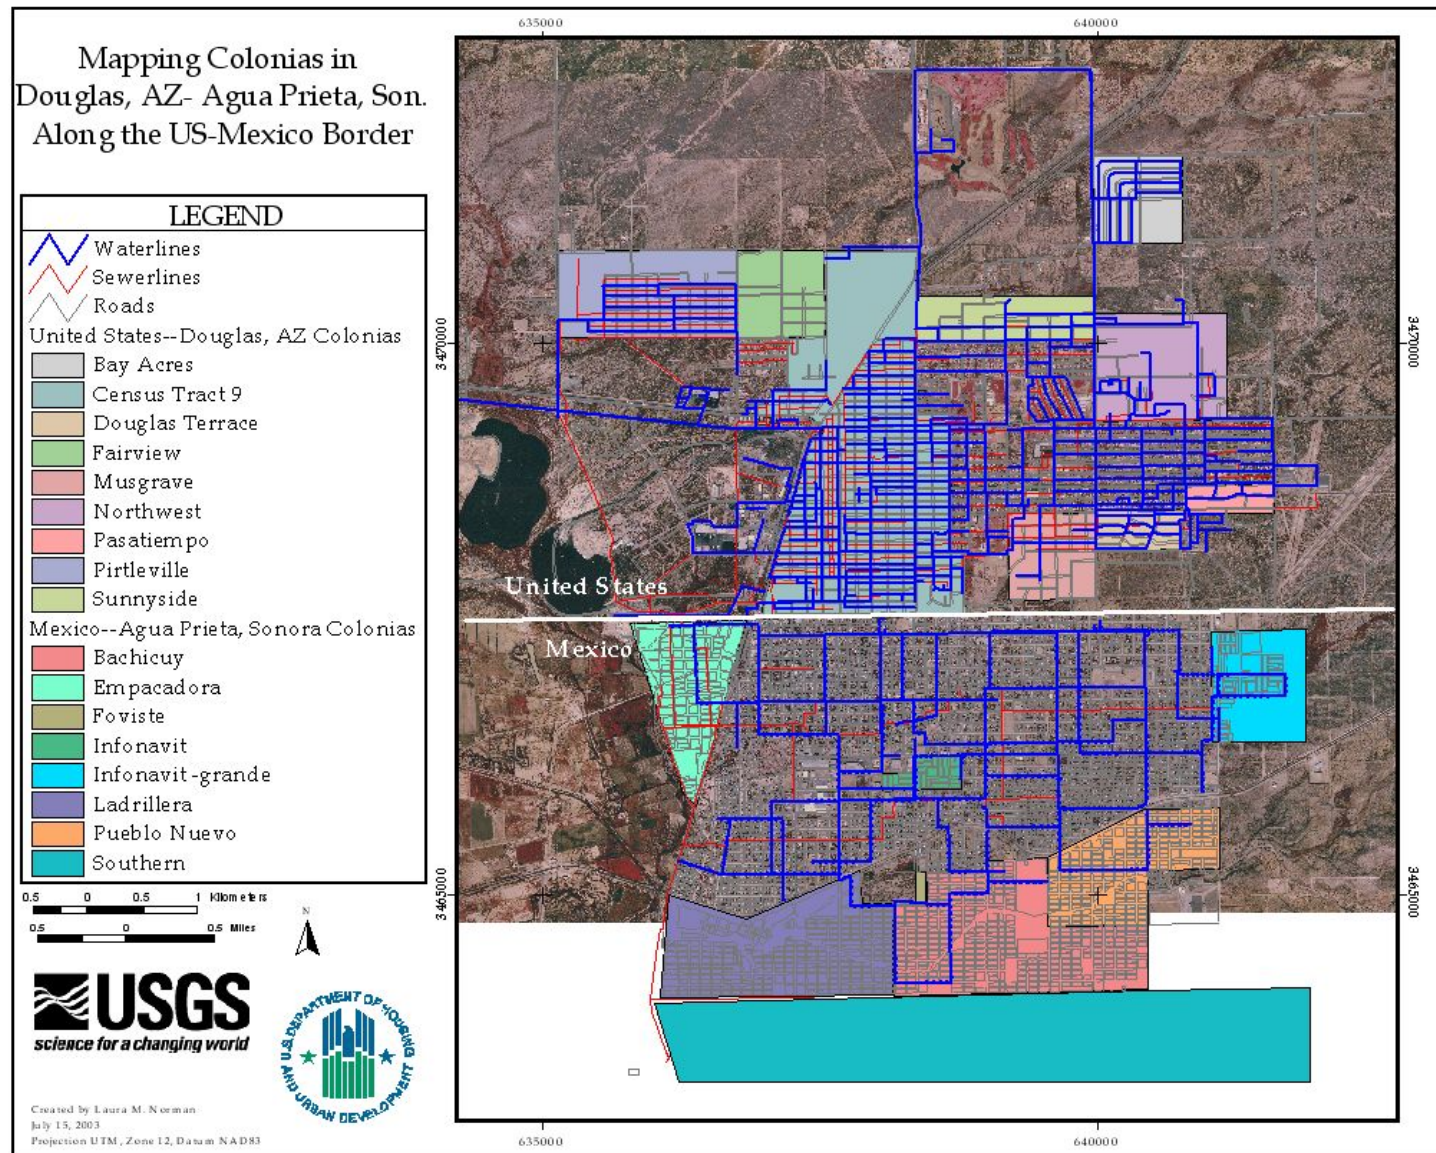 Mapping Colonias in
Douglas, AZ- Agua Prieta, Son.
Along the US-Mexico Border
LEGEND
Waterlines
Sewerlines
Roads
United States--Douglas, AZ Colonias
Bay Acres
Census Tract 9
Douglas Terrace
Fairview
Musgrave
Northwest
Pasatiempo
Pirtleville
Sunnyside
Mexico--Agua Prieta, Sonora Colonias
Bachicuy
Empacadora
Foviste
Infonavit
Infonavit-grande
Ladrillera
Pueblo Nuevo
Southern
0.5 0 0.5 1 Kilometers
0.5 0 0.5 Miles
N
USGS
science for a changing world
U.S. DEPARTMENT OF HOUSING
AND URBAN DEVELOPMENT
Created by Laura M. Norman
July 15, 2003
Projection UTM, Zone 12, Datum NAD83
635000 640000
3470000 3470000
United States
Mexico
3465000 3465000
635000 640000